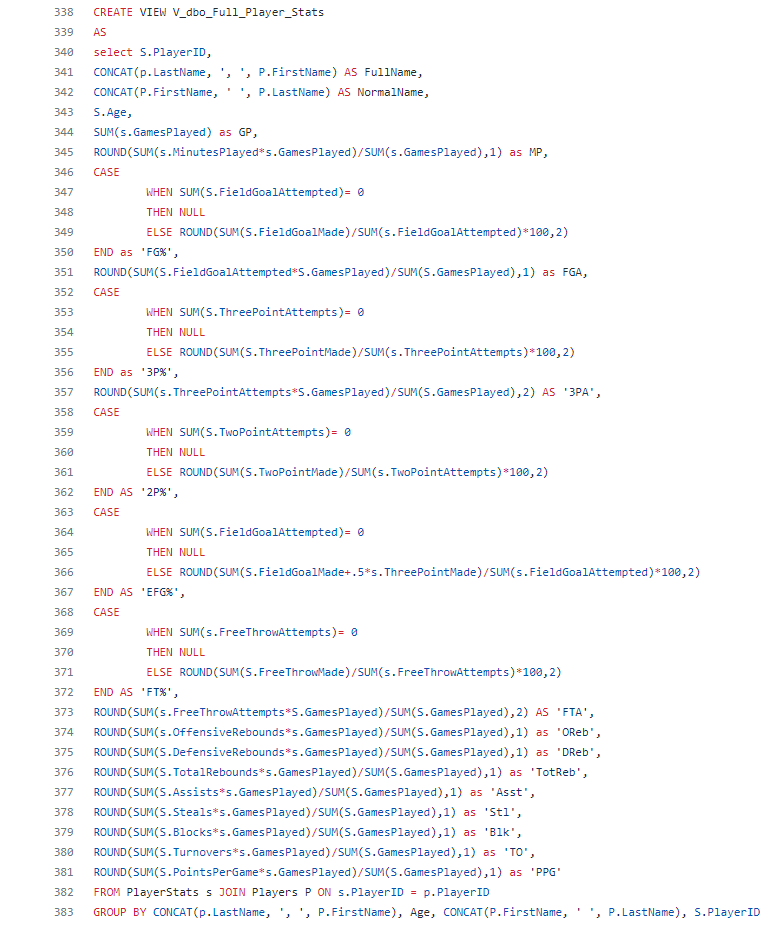 338 CREATE VIEW V_dbo_Full_Player_Stats
339 AS
340 select S.PlayerID,
341 CONCAT(p.LastName, ', ', P.FirstName) AS FullName,
342 CONCAT(P.FirstName, ' ', P.LastName) AS NormalName,
343 S.Age,
344 SUM(s.GamesPlayed) as GP,
345 ROUND(SUM(s.MinutesPlayed*s.GamesPlayed)/SUM(s.GamesPlayed),1) as MP,
346 CASE
347 WHEN SUM(S.FieldGoalAttempted)= 0
348 THEN NULL
349 ELSE ROUND(SUM(S.FieldGoalMade)/SUM(s.FieldGoalAttempted)*100,2)
350 END as 'FG%',
351 ROUND(SUM(S.FieldGoalAttempted*S.GamesPlayed)/SUM(S.GamesPlayed),1) as FGA,
352 CASE
353 WHEN SUM(S.ThreePointAttempts)= 0
354 THEN NULL
355 ELSE ROUND(SUM(S.ThreePointMade)/SUM(s.ThreePointAttempts)*100,2)
356 END as '3P%',
357 ROUND(SUM(s.ThreePointAttempts*S.GamesPlayed)/SUM(S.GamesPlayed),2) AS '3PA',
358 CASE
359 WHEN SUM(S.TwoPointAttempts)= 0
360 THEN NULL
361 ELSE ROUND(SUM(S.TwoPointMade)/SUM(s.TwoPointAttempts)*100,2)
362 END AS '2P%',
363 CASE
364 WHEN SUM(S.FieldGoalAttempted)= 0
365 THEN NULL
366 ELSE ROUND(SUM(S.FieldGoalMade+.5*s.ThreePointMade)/SUM(s.FieldGoalAttempted)*100,2)
367 END AS 'EFG%',
368 CASE
369 WHEN SUM(s.FreeThrowAttempts)= 0
370 THEN NULL
371 ELSE ROUND(SUM(S.FreeThrowMade)/SUM(s.FreeThrowAttempts)*100,2)
372 END AS 'FT%',
373 ROUND(SUM(s.FreeThrowAttempts*S.GamesPlayed)/SUM(S.GamesPlayed),2) AS 'FTA',
374 ROUND(SUM(s.OffensiveRebounds*s.GamesPlayed)/SUM(S.GamesPlayed),1) as 'OReb',
375 ROUND(SUM(S.DefensiveRebounds*s.GamesPlayed)/SUM(S.GamesPlayed),1) as 'DReb',
376 ROUND(SUM(S.TotalRebounds*s.GamesPlayed)/SUM(S.GamesPlayed),1) as 'TotReb',
377 ROUND(SUM(S.Assists*s.GamesPlayed)/SUM(S.GamesPlayed),1) as 'Asst',
378 ROUND(SUM(S.Steals*s.GamesPlayed)/SUM(S.GamesPlayed),1) as 'Stl',
379 ROUND(SUM(S.Blocks*s.GamesPlayed)/SUM(S.GamesPlayed),1) as 'Blk',
380 ROUND(SUM(S.Turnovers*s.GamesPlayed)/SUM(S.GamesPlayed),1) as 'TO',
381 ROUND(SUM(S.PointsPerGame*s.GamesPlayed)/SUM(S.GamesPlayed),1) as 'PPG'
382 FROM PlayerStats s JOIN Players P ON s.PlayerID = p.PlayerID
383 GROUP BY CONCAT(p.LastName, ', ', P.FirstName), Age, CONCAT(P.FirstName, ' ', P.LastName), S.PlayerID